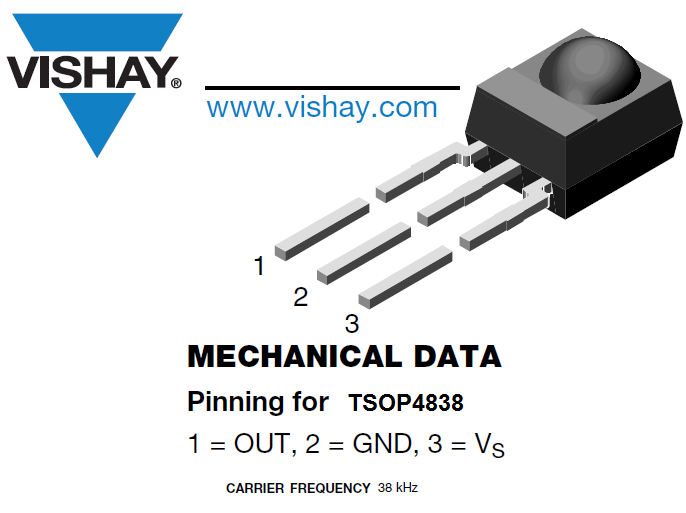 VISHAY®
www.vishay.com
1
2
3
MECHANICAL DATA
Pinning for TSOP4838
1 = OUT, 2 = GND, 3 = VS
CARRIER FREQUENCY 38 kHz